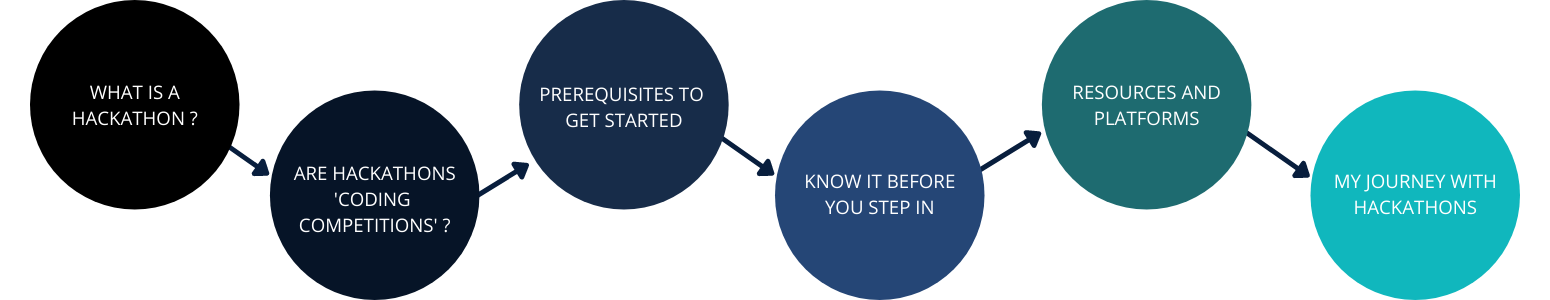 WHAT IS A
HACKATHON ?
ARE HACKATHONS
'CODING
COMPETITIONS' ?
PREREQUISITES TO
GET STARTED
KNOW IT BEFORE
YOU STEP IN
RESOURCES AND
PLATFORMS
MY JOURNEY WITH
HACKATHONS